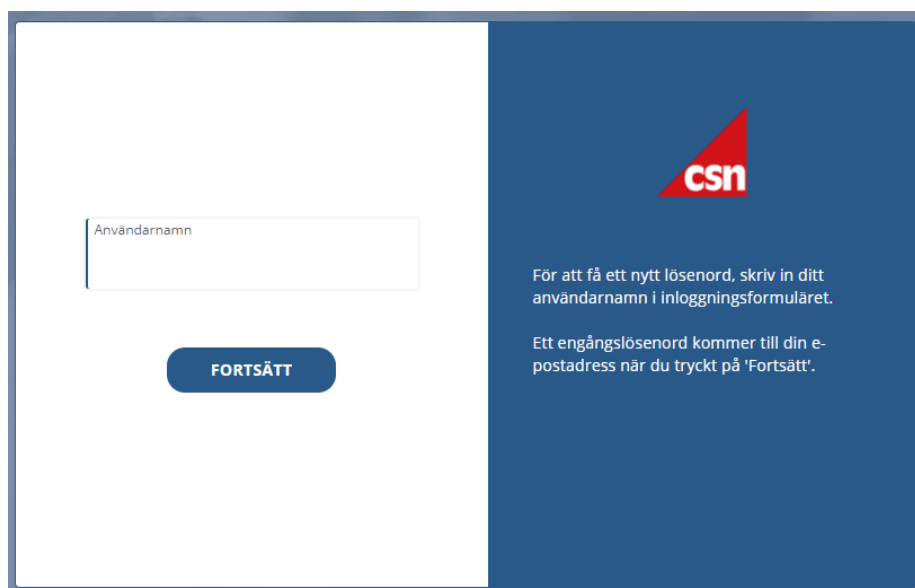 Användarnamn
FORTSÄTT
csn
För att få ett nytt lösenord, skriv in ditt
användarnamn i inloggningsformuläret.
Ett engångslösenord kommer till din e-
postadress när du tryckt på 'Fortsätt'.